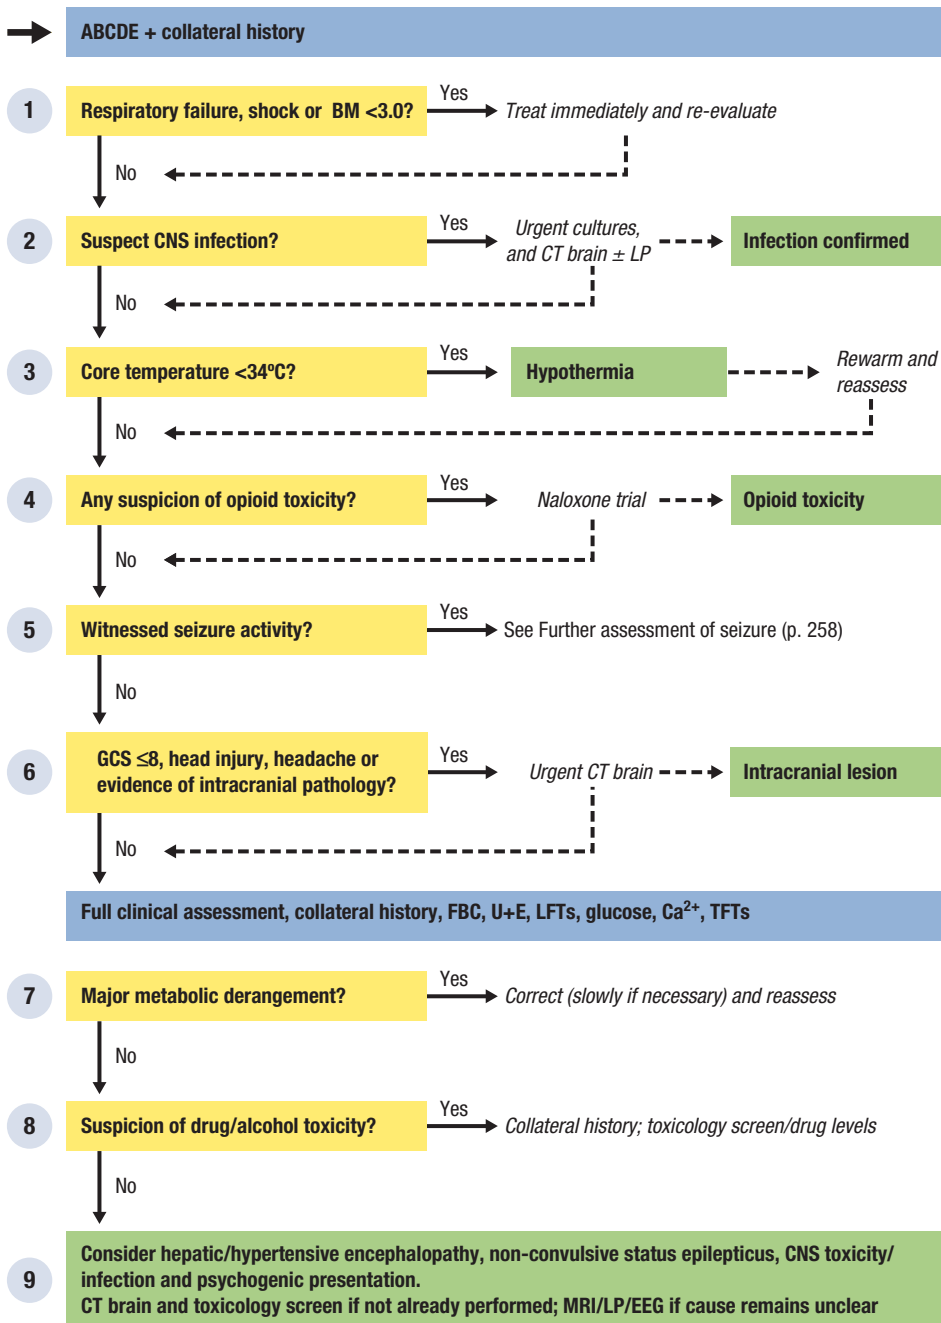 ABCDE + collateral history
1
Respiratory failure, shock or BM <3.0?
Yes
Treat immediately and re-evaluate
No
2
Suspect CNS infection?
Yes
Urgent cultures,
and CT brain ± LP
Infection confirmed
No
3
Core temperature <34ºC?
Yes
Hypothermia
Rewarm and
reassess
No
4
Any suspicion of opioid toxicity?
Yes
Naloxone trial
Opioid toxicity
No
5
Witnessed seizure activity?
Yes
See Further assessment of seizure (p. 258)
No
6
GCS ≤8, head injury, headache or
evidence of intracranial pathology?
Yes
Urgent CT brain
Intracranial lesion
No
Full clinical assessment, collateral history, FBC, U+E, LFTs, glucose, Ca²⁺, TFTs
7
Major metabolic derangement?
Yes
Correct (slowly if necessary) and reassess
No
8
Suspicion of drug/alcohol toxicity?
Yes
Collateral history; toxicology screen/drug levels
No
9
Consider hepatic/hypertensive encephalopathy, non-convulsive status epilepticus, CNS toxicity/
infection and psychogenic presentation.
CT brain and toxicology screen if not already performed; MRI/LP/EEG if cause remains unclear